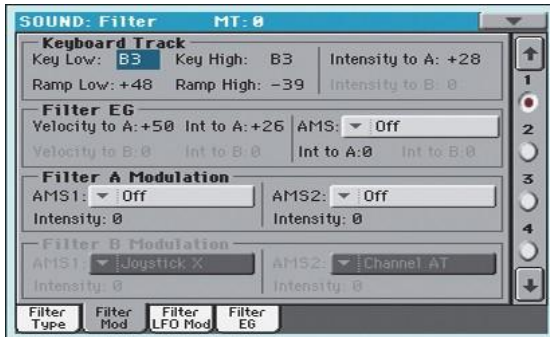 SOUND: Filter MT: 0
Keyboard Track
Key Low: B3 Key High: B3 Intensity to A: +28
Ramp Low: +48 Ramp High: -39 Intensity to B: 0
Filter EG
Velocity to A:+50 Int to A:+26 AMS: Off
Velocity to B:0 Int to B:0 Int to A:0 Int to B:0
Filter A Modulation
AMS1: Off AMS2: Off
Intensity: 0 Intensity: 0
Filter B Modulation
AMS1: Joystick X AMS2: Channel AT
Intensity: 0 Intensity: 0
1
2
3
4
Filter Type Filter Mod Filter LFO Mod Filter EG